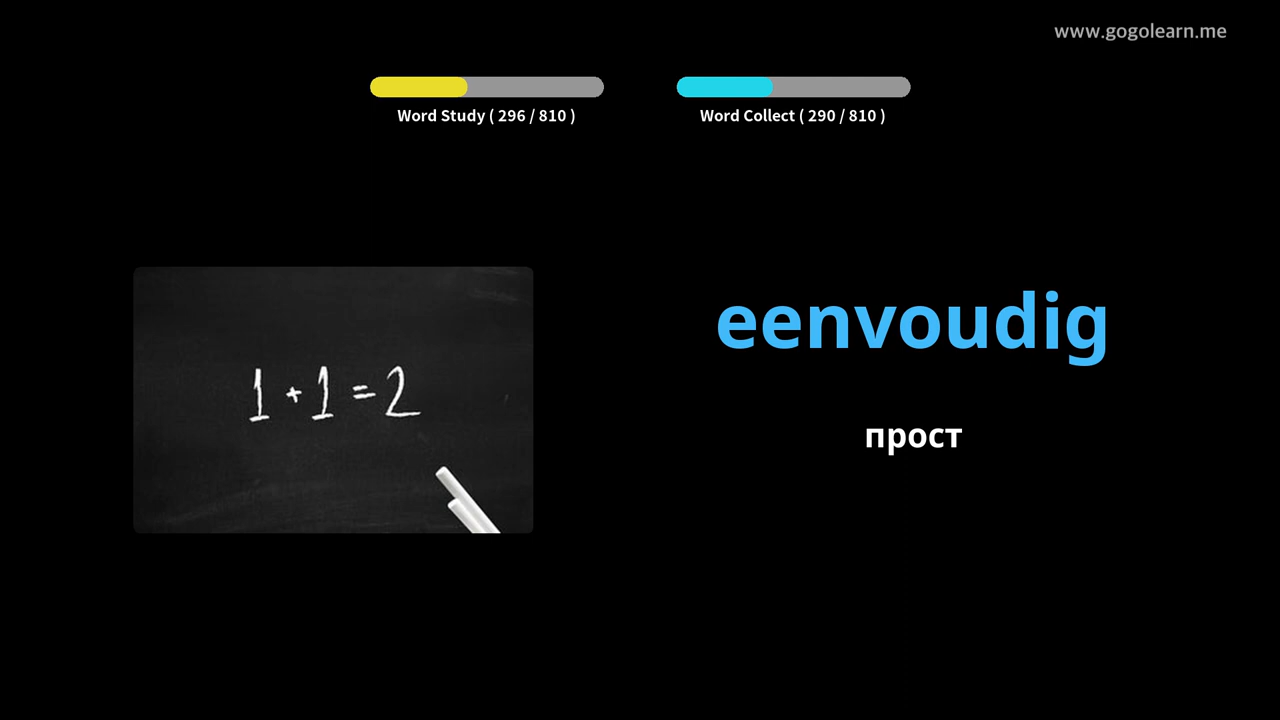 www.gogolearn.me
Word Study ( 296 / 810 )
Word Collect ( 290 / 810 )
1 + 1 = 2
eenvoudig
прост